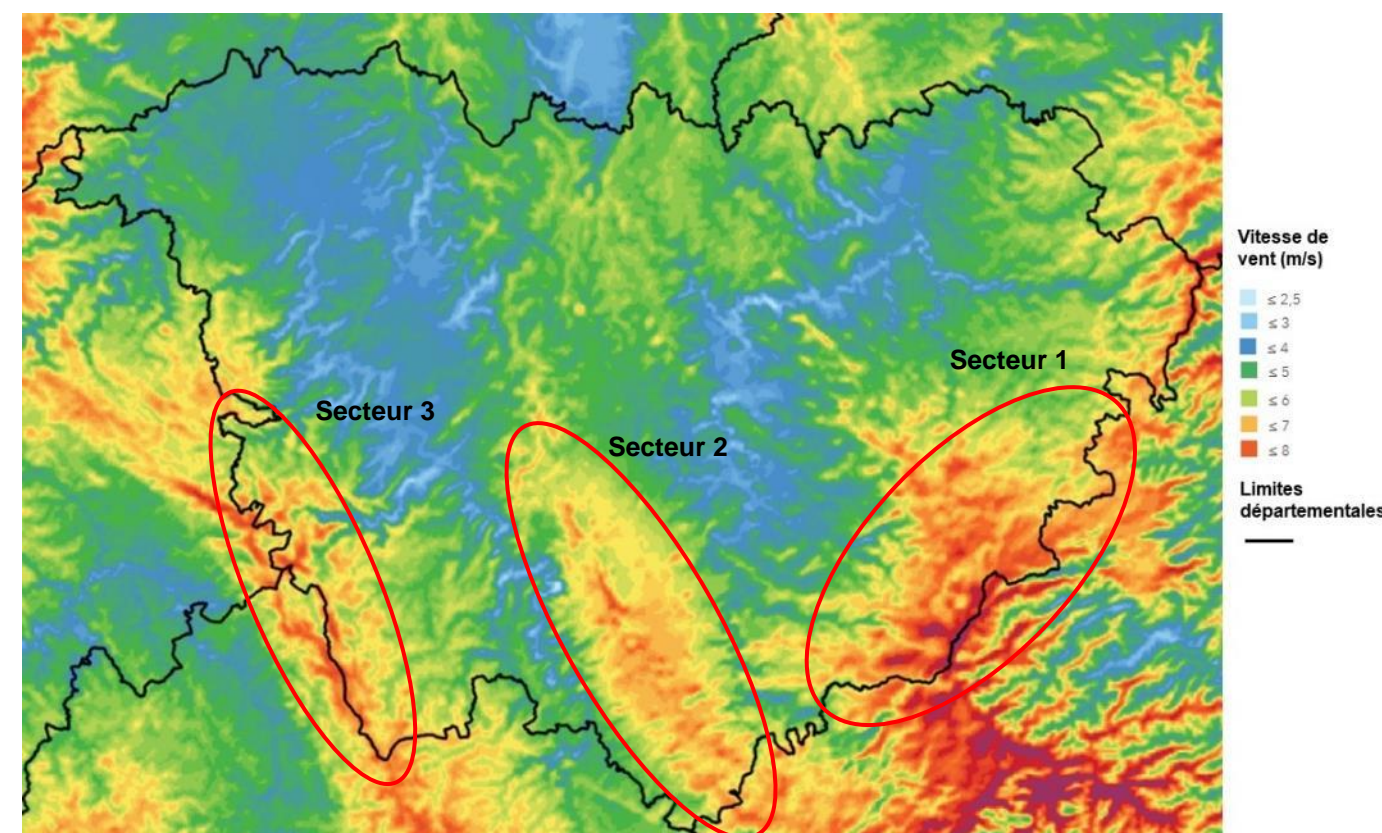 Secteur 1
Secteur 3
Secteur 2
Vitesse de
vent (m/s)
≤ 2,5
≤ 3
≤ 4
≤ 5
≤ 6
≤ 7
≤ 8
Limites
départementales